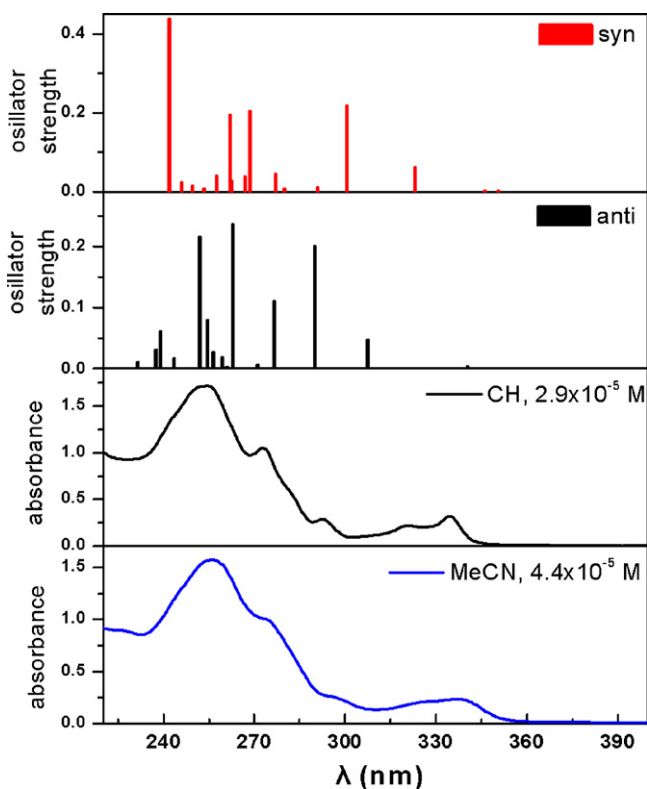 0.4
0.2
0.0
osillator
strength
syn
0.2
0.1
0.0
osillator
strength
anti
1.5
1.0
0.5
0.0
absorbance
CH, 2.9x10⁻⁵ M
1.5
1.0
0.5
0.0
absorbance
MeCN, 4.4x10⁻⁵ M
240 270 300 330 360 390
λ (nm)